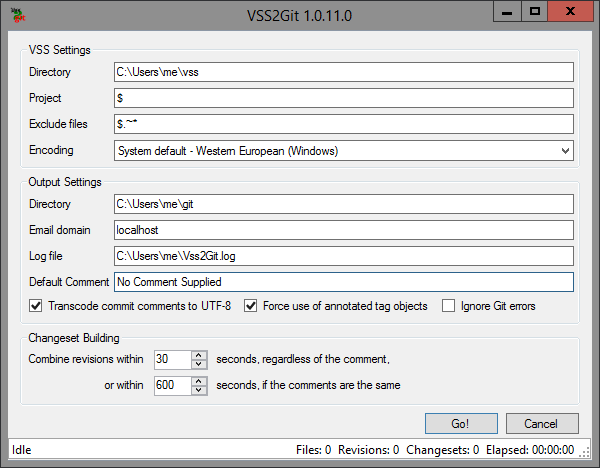 VSS2Git 1.0.11.0
VSS Settings
Directory C:\Users\me\vss
Project $
Exclude files $.~*
Encoding System default - Western European (Windows)
Output Settings
Directory C:\Users\me\git
Email domain localhost
Log file C:\Users\me\Vss2Git.log
Default Comment No Comment Supplied
Transcode commit comments to UTF-8 Force use of annotated tag objects Ignore Git errors
Changeset Building
Combine revisions within 30 seconds, regardless of the comment,
or within 600 seconds, if the comments are the same
Go! Cancel
Idle Files: 0 Revisions: 0 Changesets: 0 Elapsed: 00:00:00